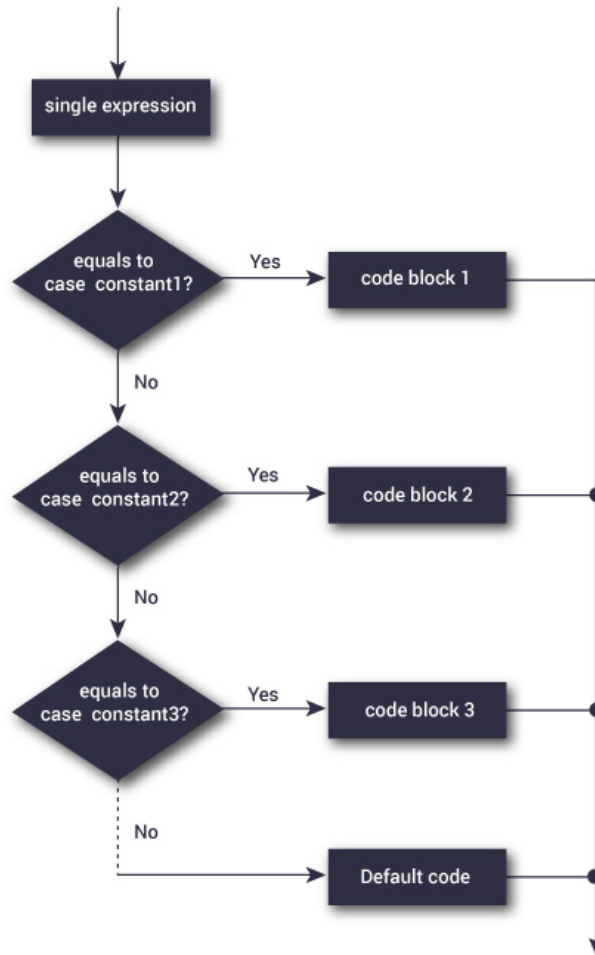 single expression
equals to
case constant1?
Yes
code block 1
No
equals to
case constant2?
Yes
code block 2
No
equals to
case constant3?
Yes
code block 3
No
Default code